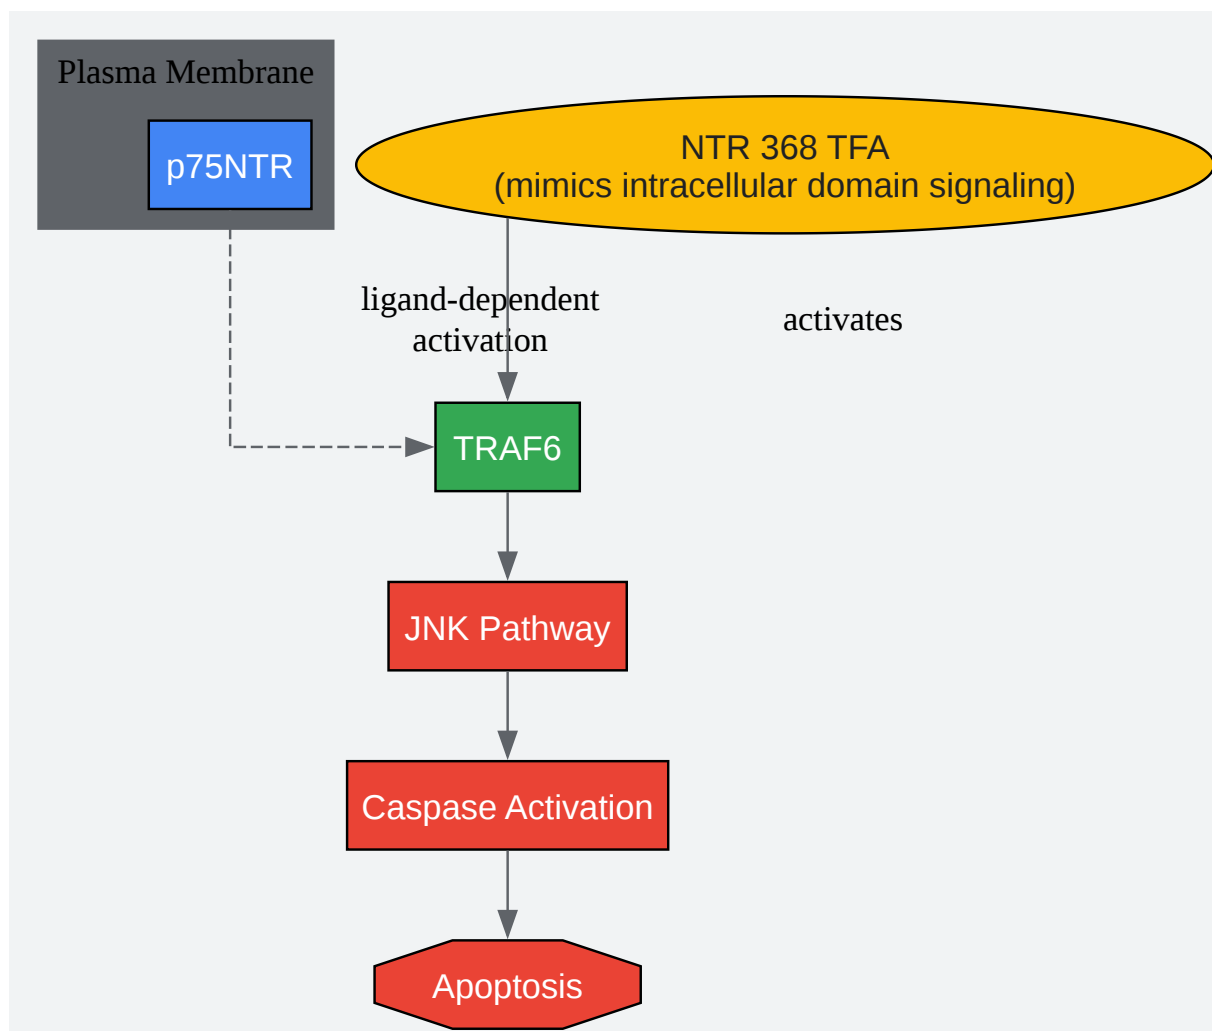 Plasma Membrane
p75NTR
NTR 368 TFA
(mimics intracellular domain signaling)
ligand-dependent
activation
activates
TRAF6
JNK Pathway
Caspase Activation
Apoptosis